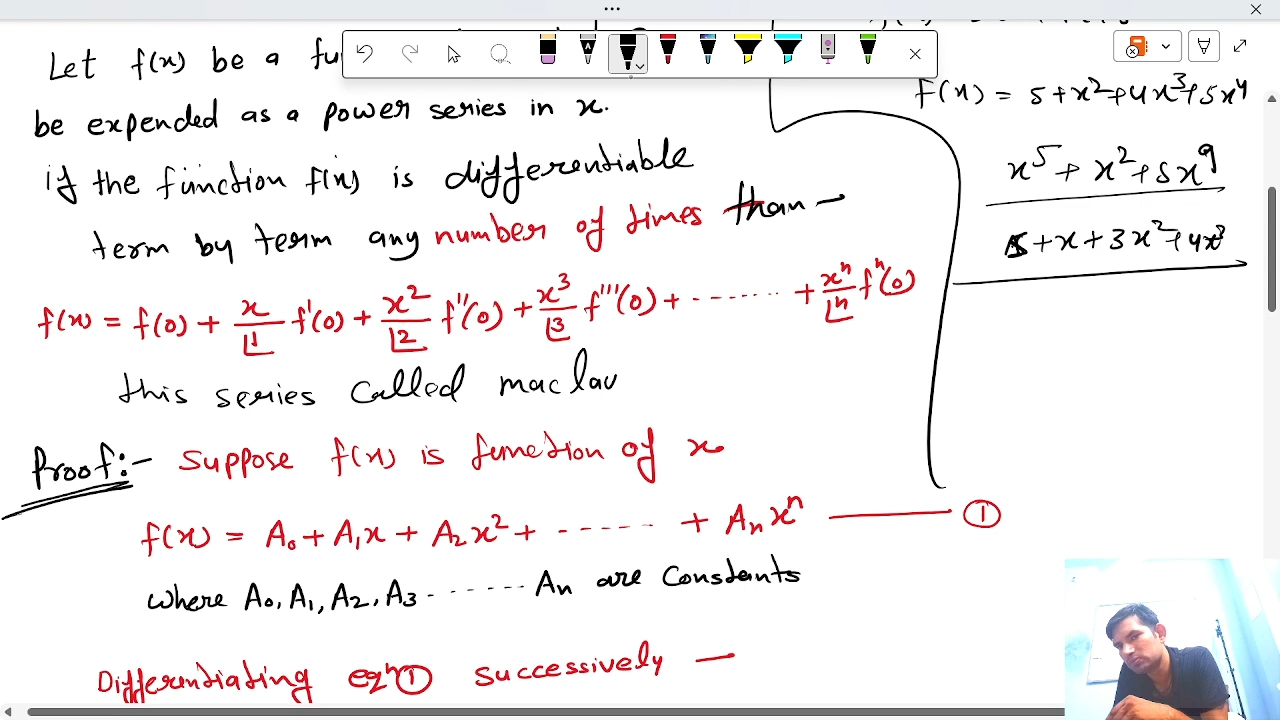 Let f(x) be a fu
be expended as a power series in x.
if the function f(x) is differentiable
term by term any number of times than -
f(x) = f(0) + x/⌊1 f'(0) + x²/⌊2 f''(0) + x³/⌊3 f'''(0) + ....... + xⁿ/⌊n fⁿ(0)
this series called maclau
Proof:- Suppose f(x) is function of x
f(x) = A₀ + A₁x + A₂x² + ....... + Aₙxⁿ ——— ①
where A₀, A₁, A₂, A₃ ....... Aₙ are constants
Differentiating eqⁿ① successively —
F(x) = 5+x²+4x³+5x⁴
x⁵ + x² + 5x⁹
5 + x + 3x² + 4x³